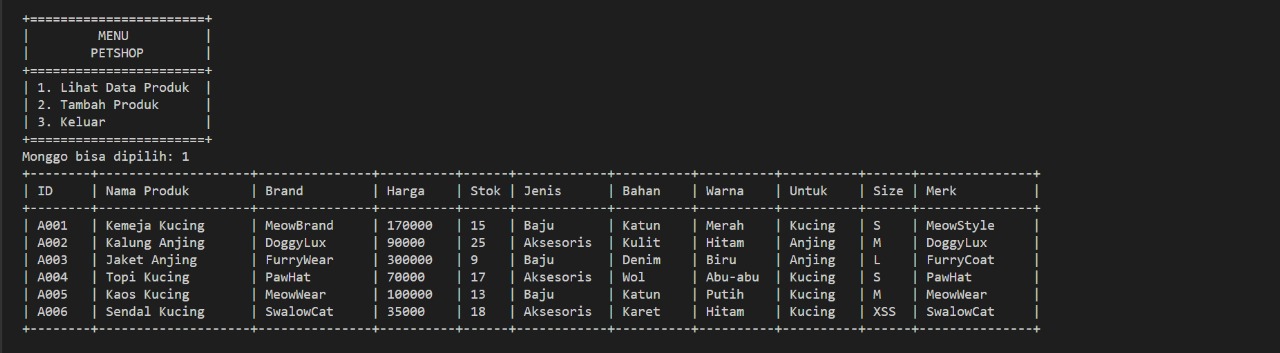 +=======================+
|         MENU          |
|        PETSHOP        |
+=======================+
| 1. Lihat Data Produk  |
| 2. Tambah Produk      |
| 3. Keluar             |
+=======================+
Monggo bisa dipilih: 1
+--------+--------------------+---------------+----------+------+------------+----------+----------+----------+------+---------------+
| ID     | Nama Produk        | Brand         | Harga    | Stok | Jenis      | Bahan    | Warna    | Untuk    | Size | Merk          |
+--------+--------------------+---------------+----------+------+------------+----------+----------+----------+------+---------------+
| A001   | Kemeja Kucing      | MeowBrand     | 170000   | 15   | Baju       | Katun    | Merah    | Kucing   | S    | MeowStyle     |
| A002   | Kalung Anjing      | DoggyLux      | 90000    | 25   | Aksesoris  | Kulit    | Hitam    | Anjing   | M    | DoggyLux      |
| A003   | Jaket Anjing       | FurryWear     | 300000   | 9    | Baju       | Denim    | Biru     | Anjing   | L    | FurryCoat     |
| A004   | Topi Kucing        | PawHat        | 70000    | 17   | Aksesoris  | Wol      | Abu-abu  | Kucing   | S    | PawHat        |
| A005   | Kaos Kucing        | MeowWear      | 100000   | 13   | Baju       | Katun    | Putih    | Kucing   | M    | MeowWear      |
| A006   | Sendal Kucing      | SwalowCat     | 35000    | 18   | Aksesoris  | Karet    | Hitam    | Kucing   | XSS  | SwalowCat     |
+--------+--------------------+---------------+----------+------+------------+----------+----------+----------+------+---------------+